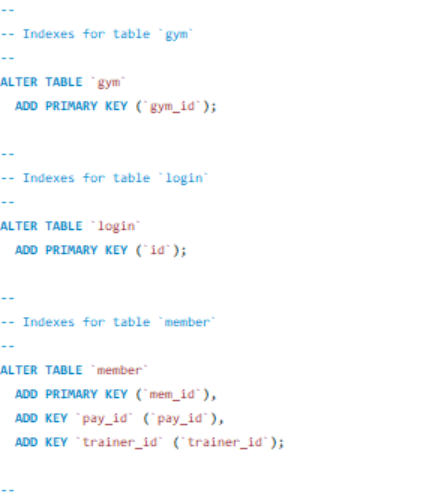 --
-- Indexes for table `gym`
--
ALTER TABLE `gym`
  ADD PRIMARY KEY (`gym_id`);

--
-- Indexes for table `login`
--
ALTER TABLE `login`
  ADD PRIMARY KEY (`id`);

--
-- Indexes for table `member`
--
ALTER TABLE `member`
  ADD PRIMARY KEY (`mem_id`),
  ADD KEY `pay_id` (`pay_id`),
  ADD KEY `trainer_id` (`trainer_id`);

--